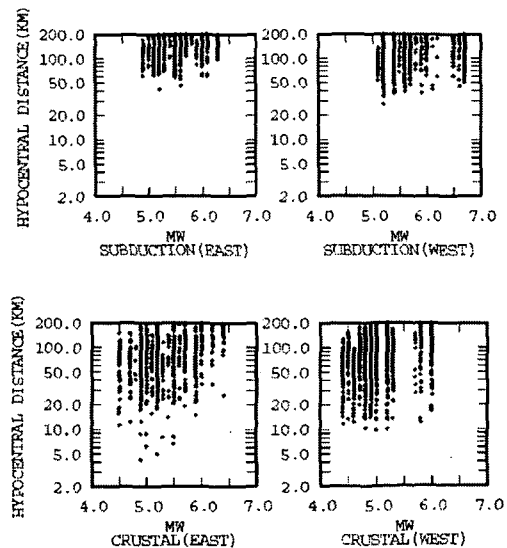 HYPOCENTRAL DISTANCE(KM)
200.0 200.0
100.0 100.0
50.0 50.0
10.0 10.0
5.0 5.0
2.0 2.0
4.0 5.0 6.0 7.0 4.0 5.0 6.0 7.0
MW MW
SUBDUCTION(EAST) SUBDUCTION(WEST)
HYPOCENTRAL DISTANCE(KM)
200.0 200.0
100.0 100.0
50.0 50.0
20.0 20.0
10.0 10.0
5.0 5.0
2.0 2.0
4.0 5.0 6.0 7.0 4.0 5.0 6.0 7.0
MW MW
CRUSTAL(EAST) CRUSTAL(WEST)